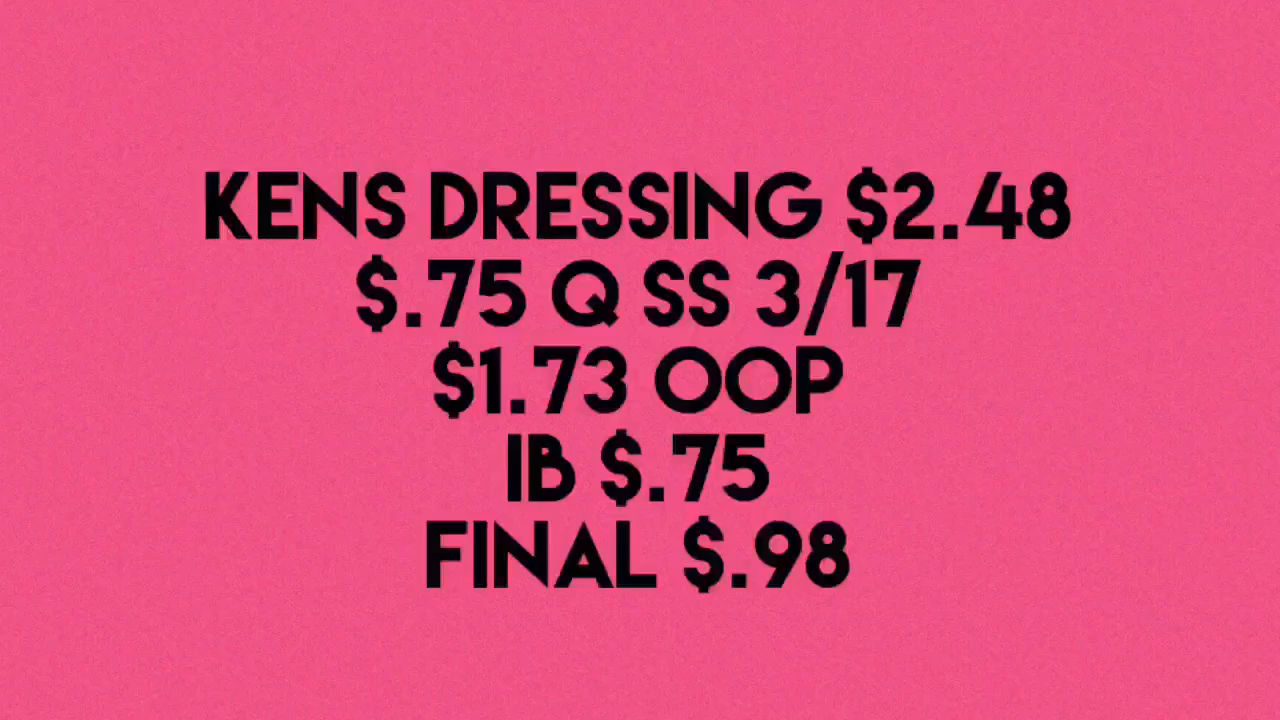 KENS DRESSING $2.48
$.75 Q SS 3/17
$1.73 OOP
IB $.75
FINAL $.98